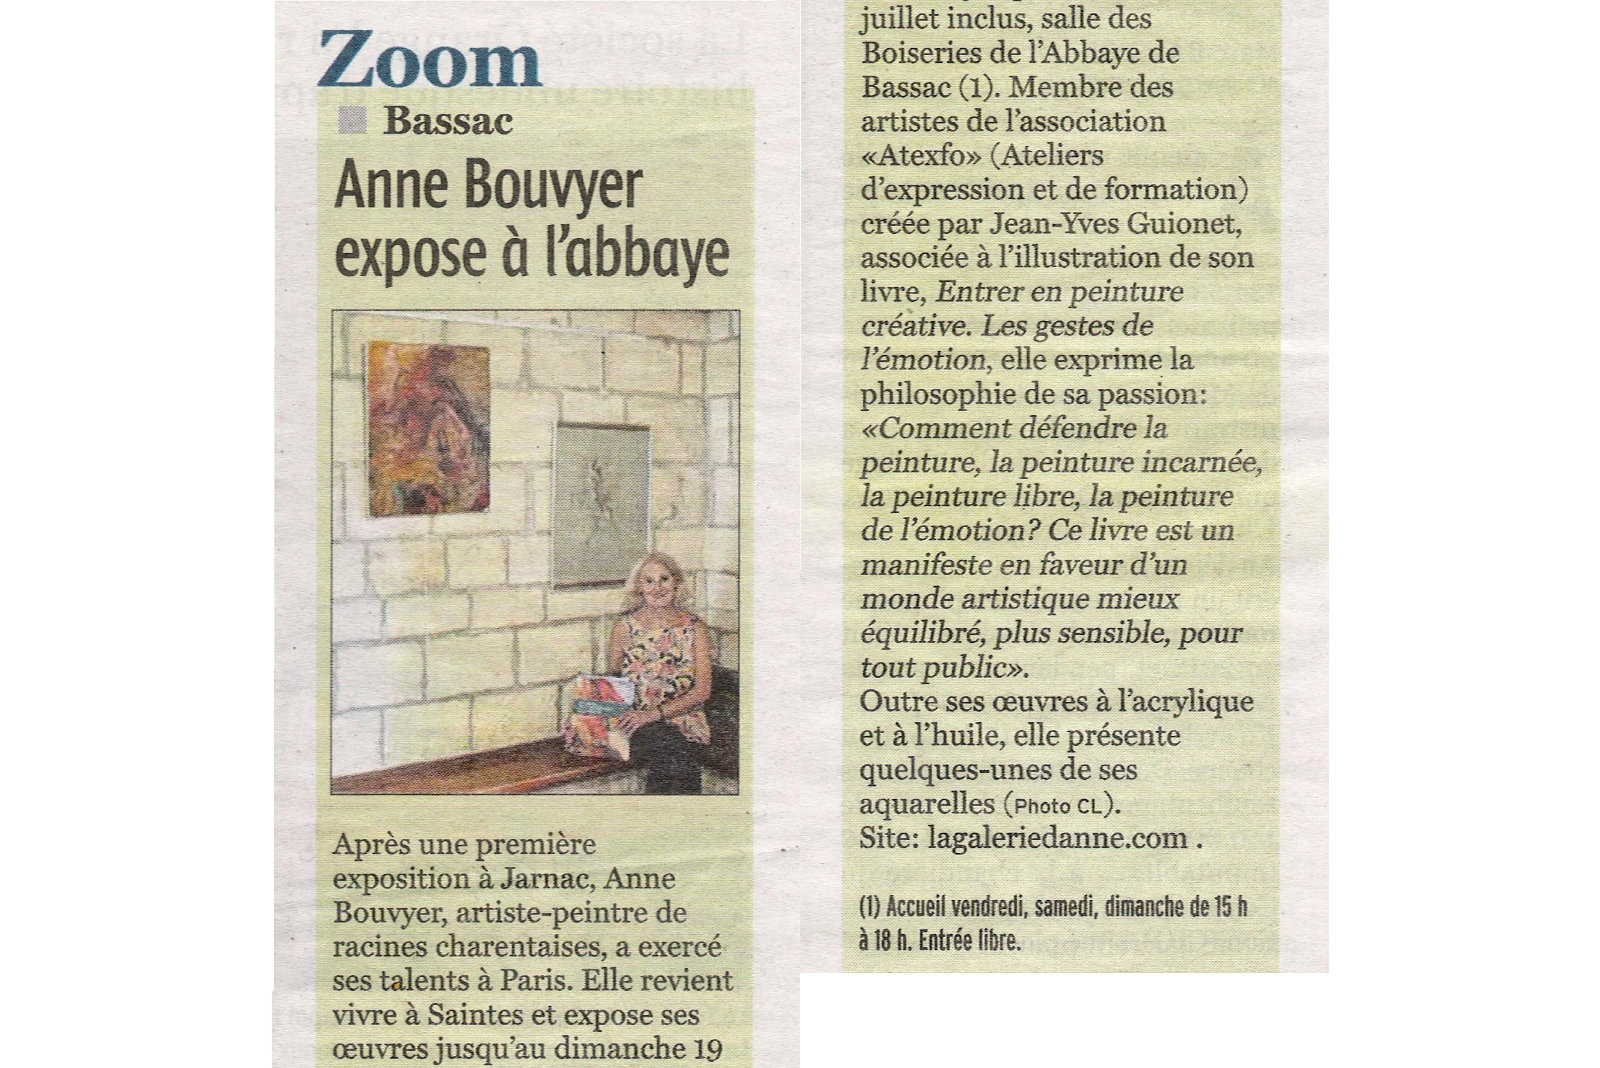 Zoom
Bassac
Anne Bouvyer
expose à l'abbaye
Après une première
exposition à Jarnac, Anne
Bouvyer, artiste-peintre de
racines charentaises, a exercé
ses talents à Paris. Elle revient
vivre à Saintes et expose ses
œuvres jusqu'au dimanche 19
juillet inclus, salle des
Boiseries de l'Abbaye de
Bassac (1). Membre des
artistes de l'association
«Atexfo» (Ateliers
d'expression et de formation)
créée par Jean-Yves Guionet,
associée à l'illustration de son
livre, Entrer en peinture
créative. Les gestes de
l'émotion, elle exprime la
philosophie de sa passion:
«Comment défendre la
peinture, la peinture incarnée,
la peinture libre, la peinture
de l'émotion? Ce livre est un
manifeste en faveur d'un
monde artistique mieux
équilibré, plus sensible, pour
tout public».
Outre ses œuvres à l'acrylique
et à l'huile, elle présente
quelques-unes de ses
aquarelles (Photo CL).
Site: lagaleriedanne.com .
(1) Accueil vendredi, samedi, dimanche de 15 h
à 18 h. Entrée libre.